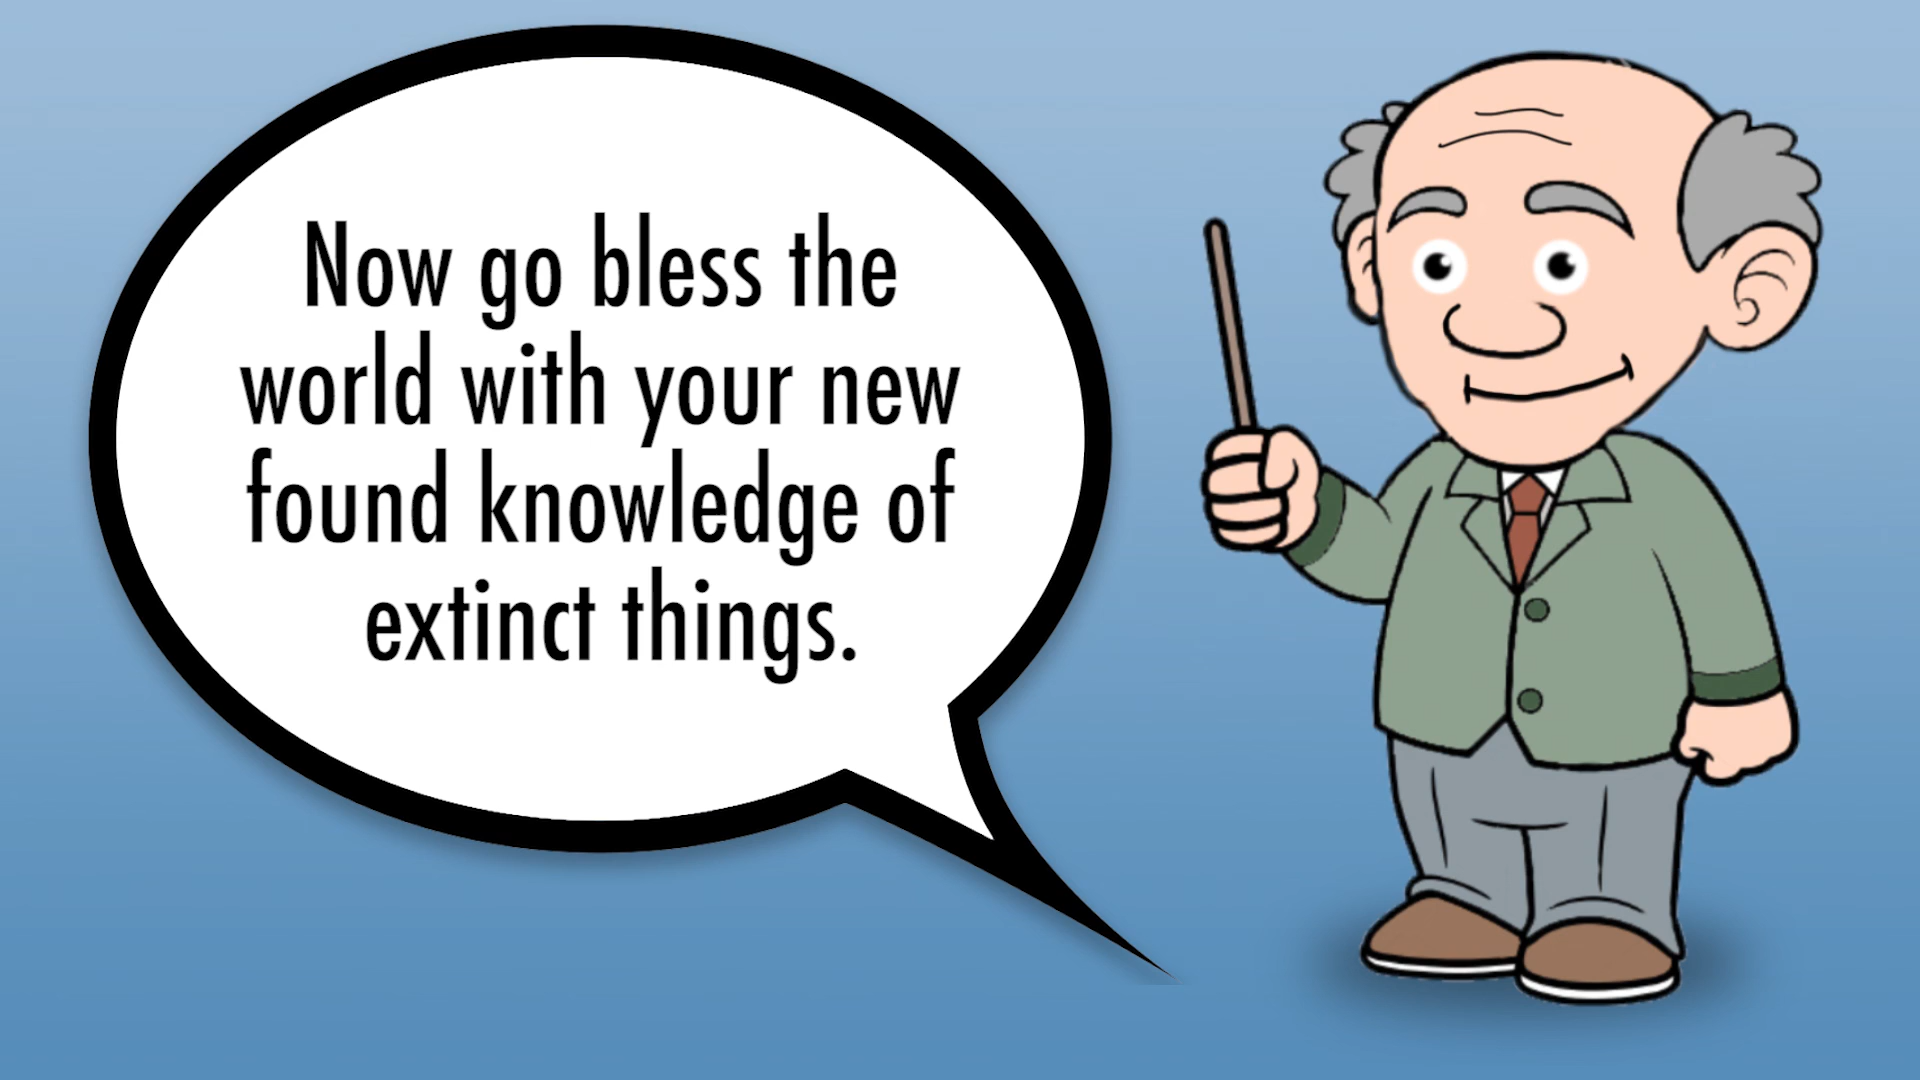 Now go bless the
world with your new
found knowledge of
extinct things.